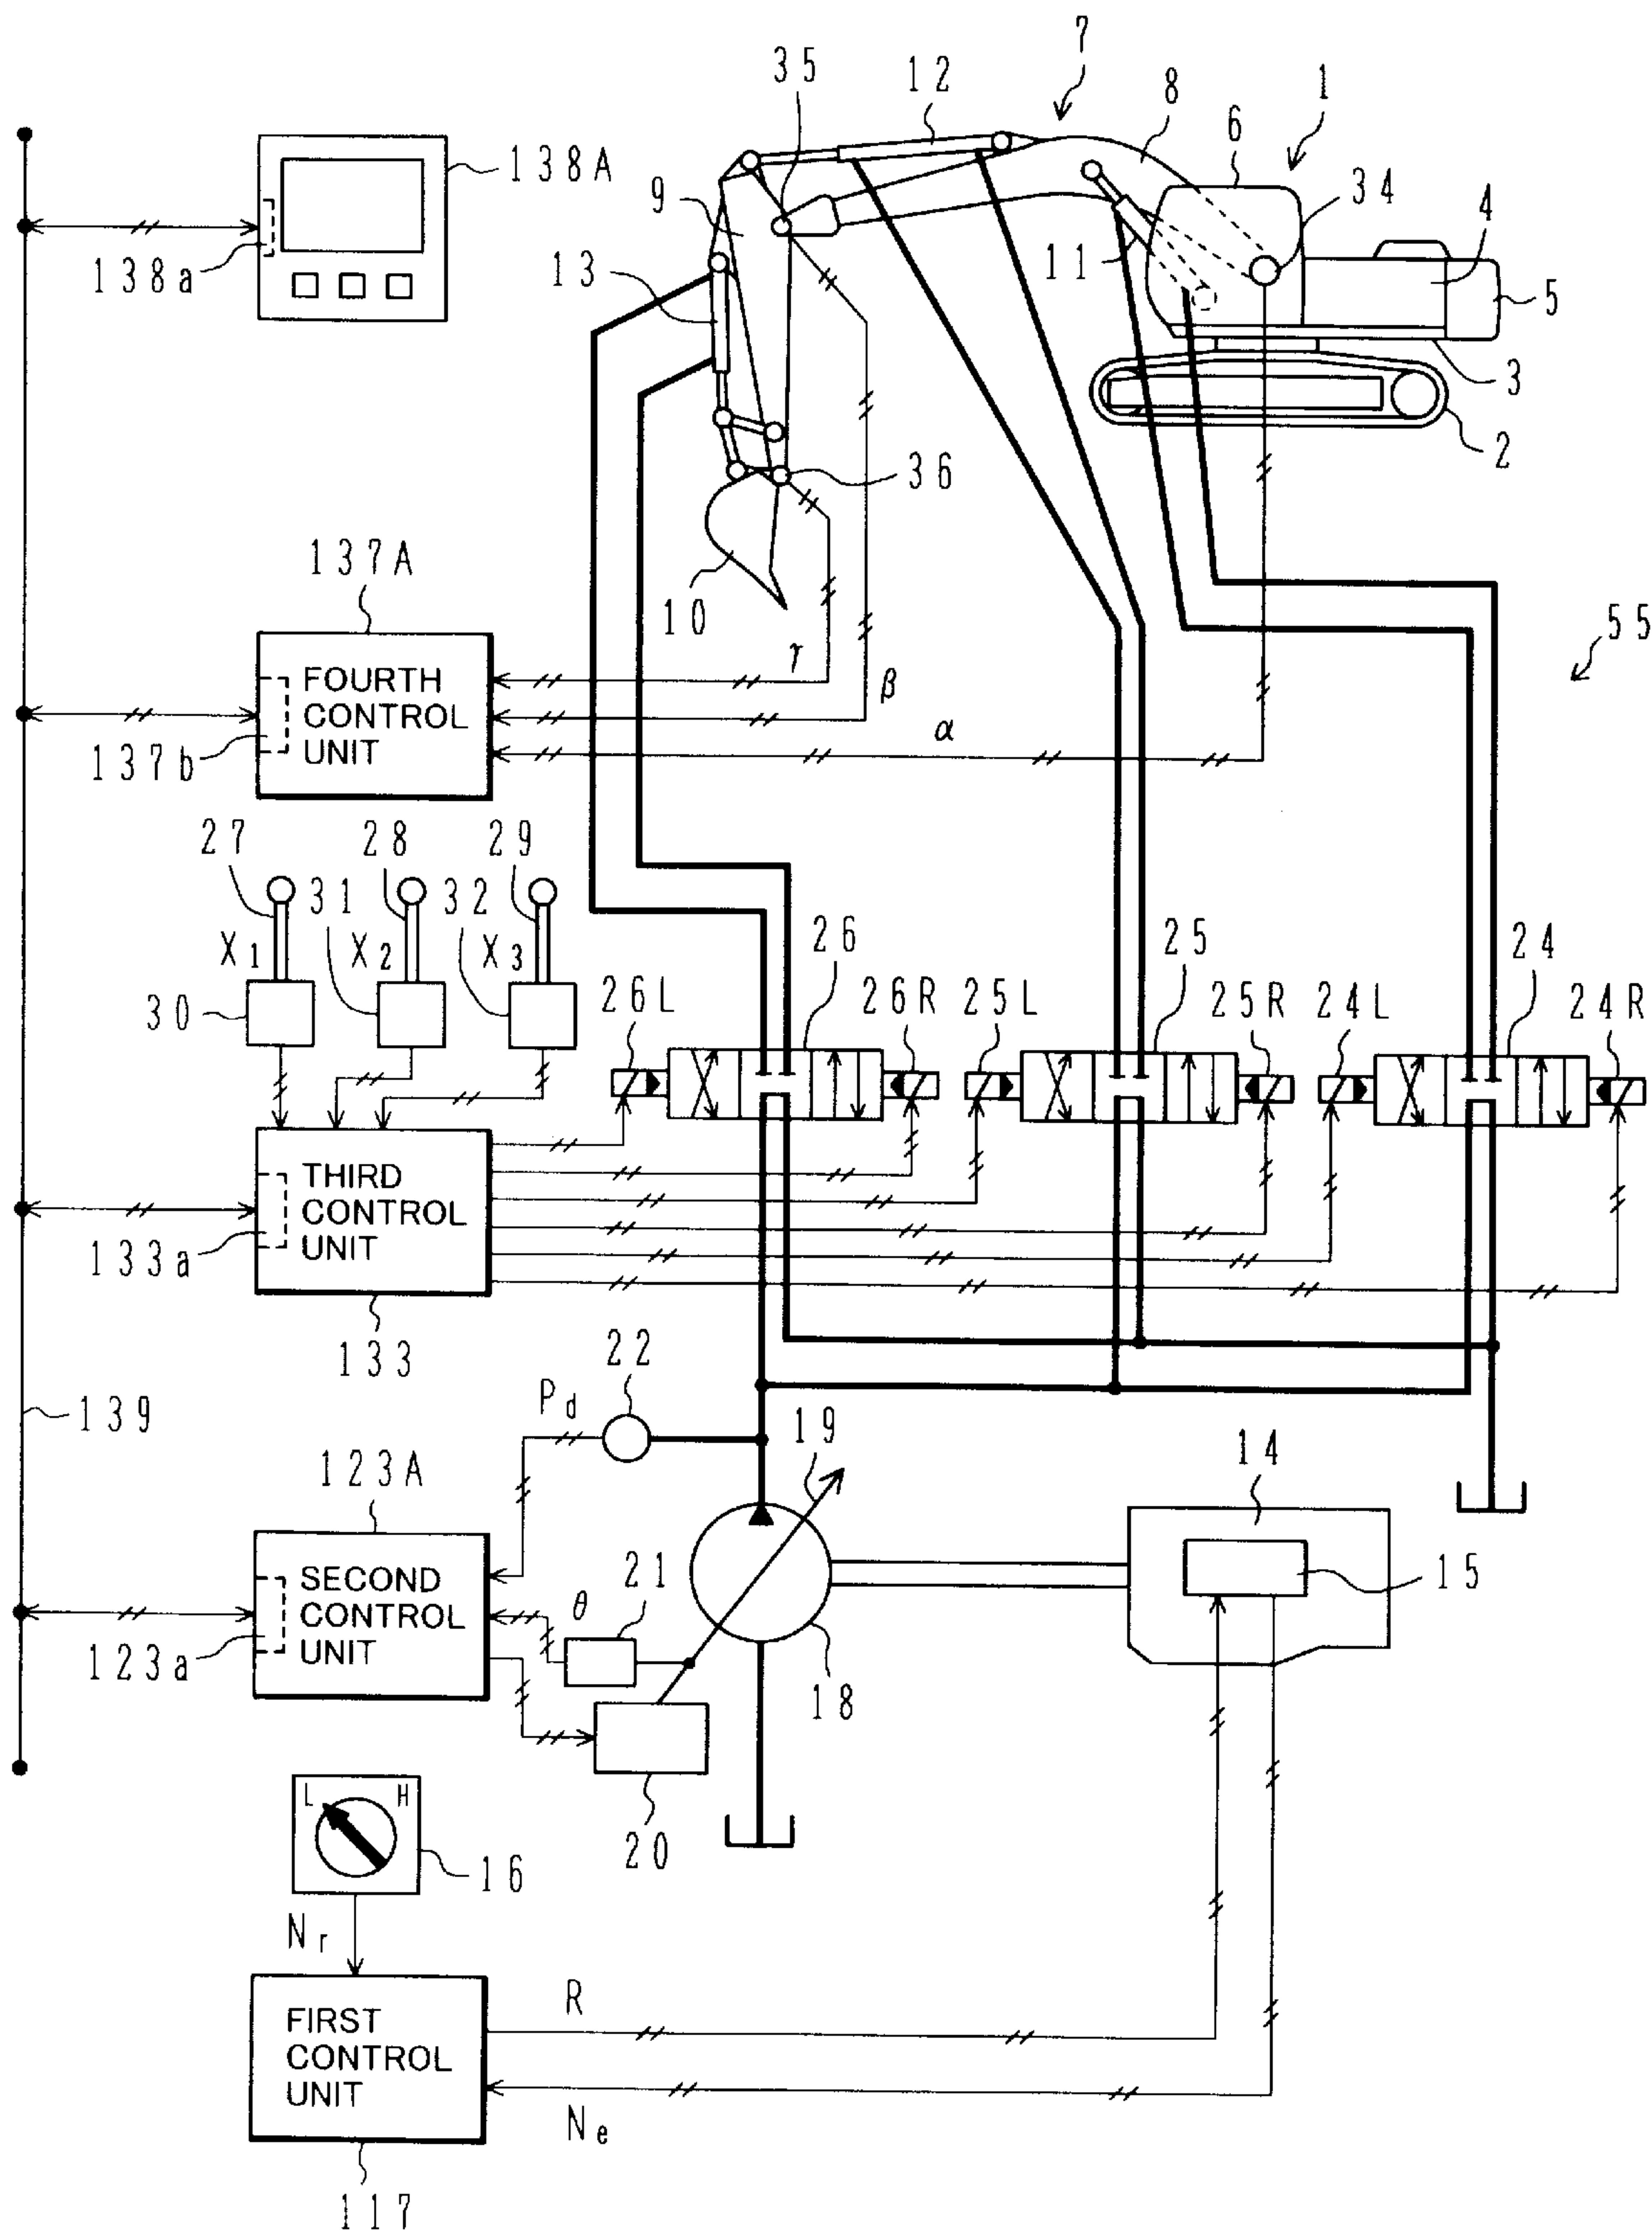 7
35
12
8
1
6
138A
9
34
4
138a
13
11
5
3
2
36
137A
10
55
γ
FOURTH
β
CONTROL
α
137b
UNIT
27
28
29
31
32
X1
X2
X3
26
25
24
30
26L
26R
25L
25R
24L
24R
THIRD
CONTROL
133a
UNIT
133
22
139
Pd
19
14
123A
SECOND
21
15
θ
CONTROL
123a
UNIT
18
L
H
20
16
Nr
R
FIRST
CONTROL
UNIT
Ne
117